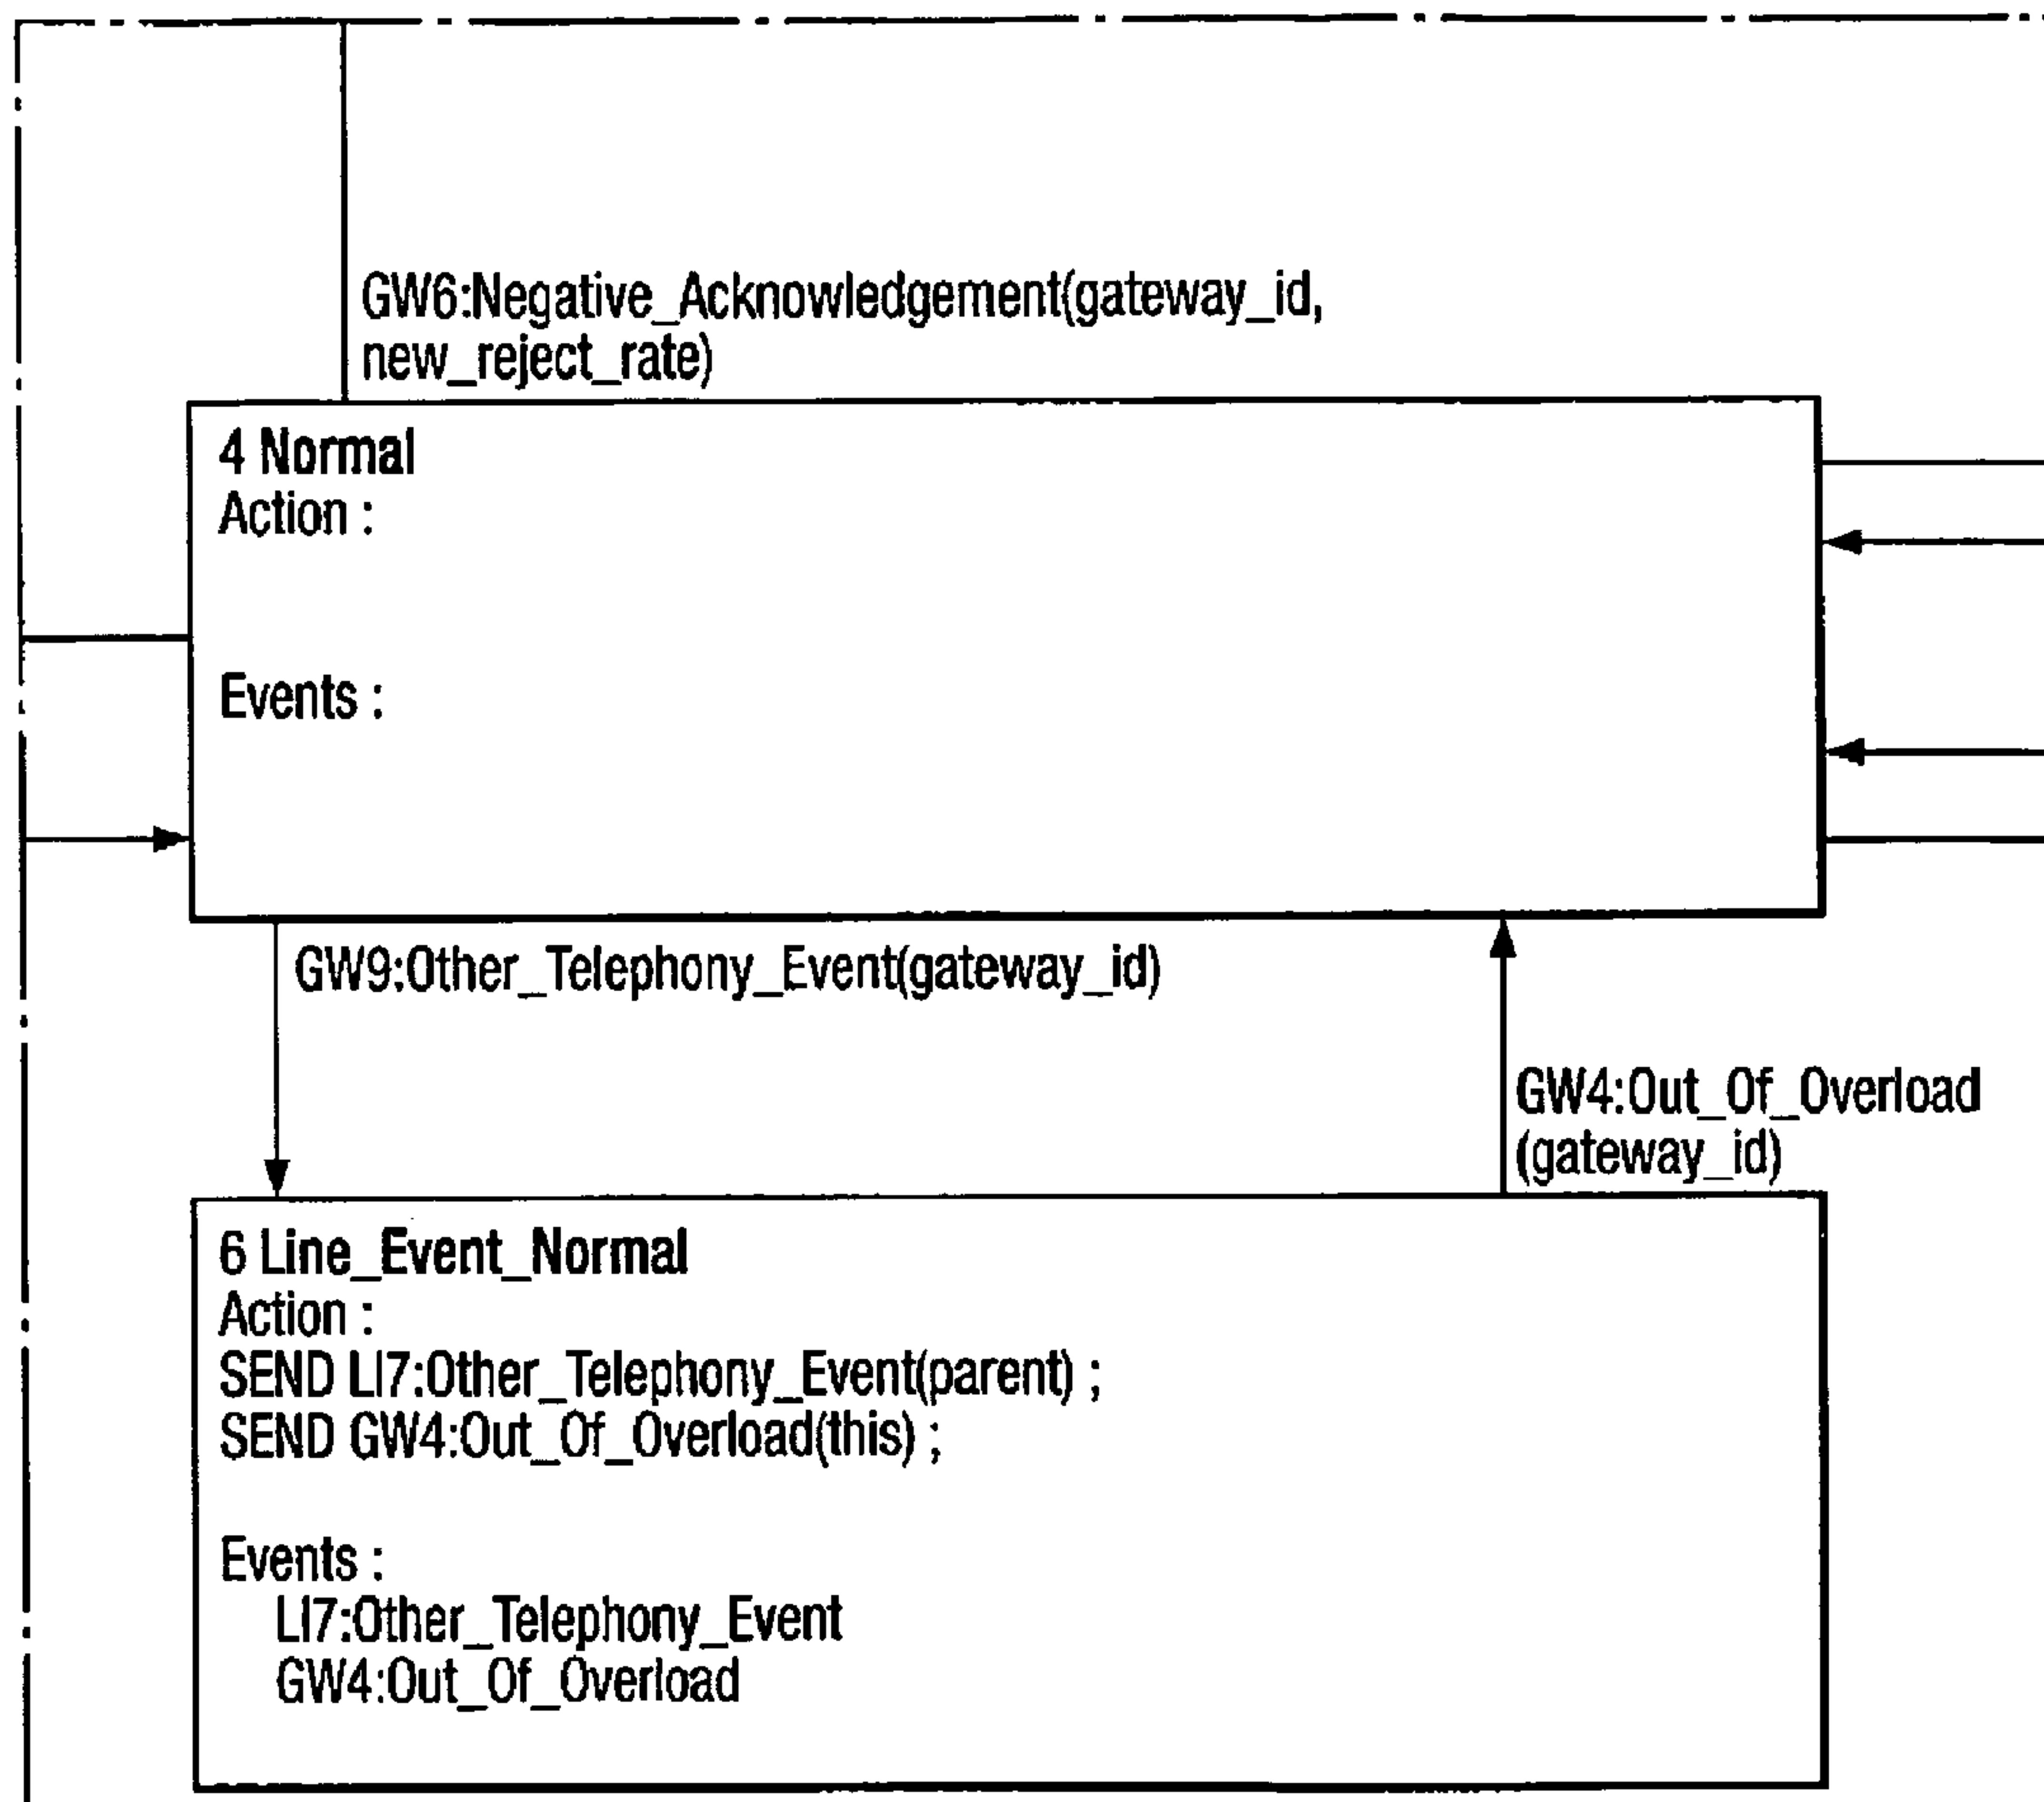 GW6:Negative_Acknowledgement(gateway_id,
new_reject_rate)
4 Normal
Action :
Events :
GW9:Other_Telephony_Event(gateway_id)
GW4:Out_Of_Overload
(gateway_id)
6 Line_Event_Normal
Action :
SEND LI7:Other_Telephony_Event(parent) ;
SEND GW4:Out_Of_Overload(this) ;
Events :
LI7:Other_Telephony_Event
GW4:Out_Of_Overload